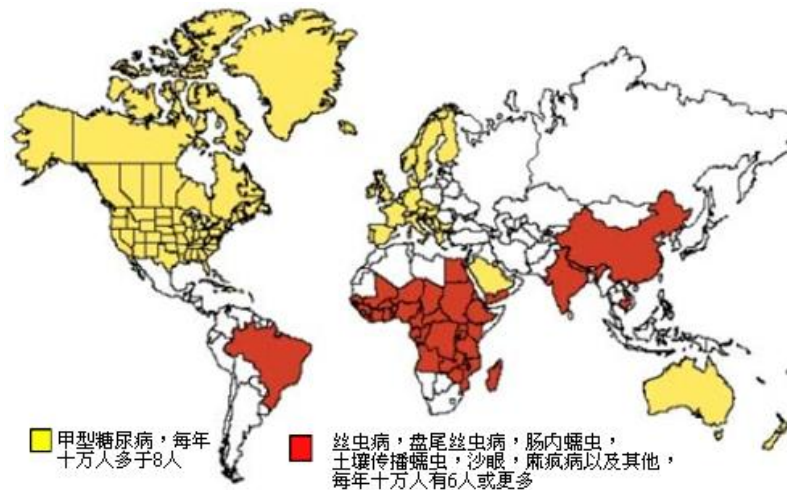 甲型糖尿病，每年
十万人多于8人
丝虫病，盘尾丝虫病，肠内蠕虫，
土壤传播蠕虫，沙眼，麻疯病以及其他，
每年十万人有6人或更多